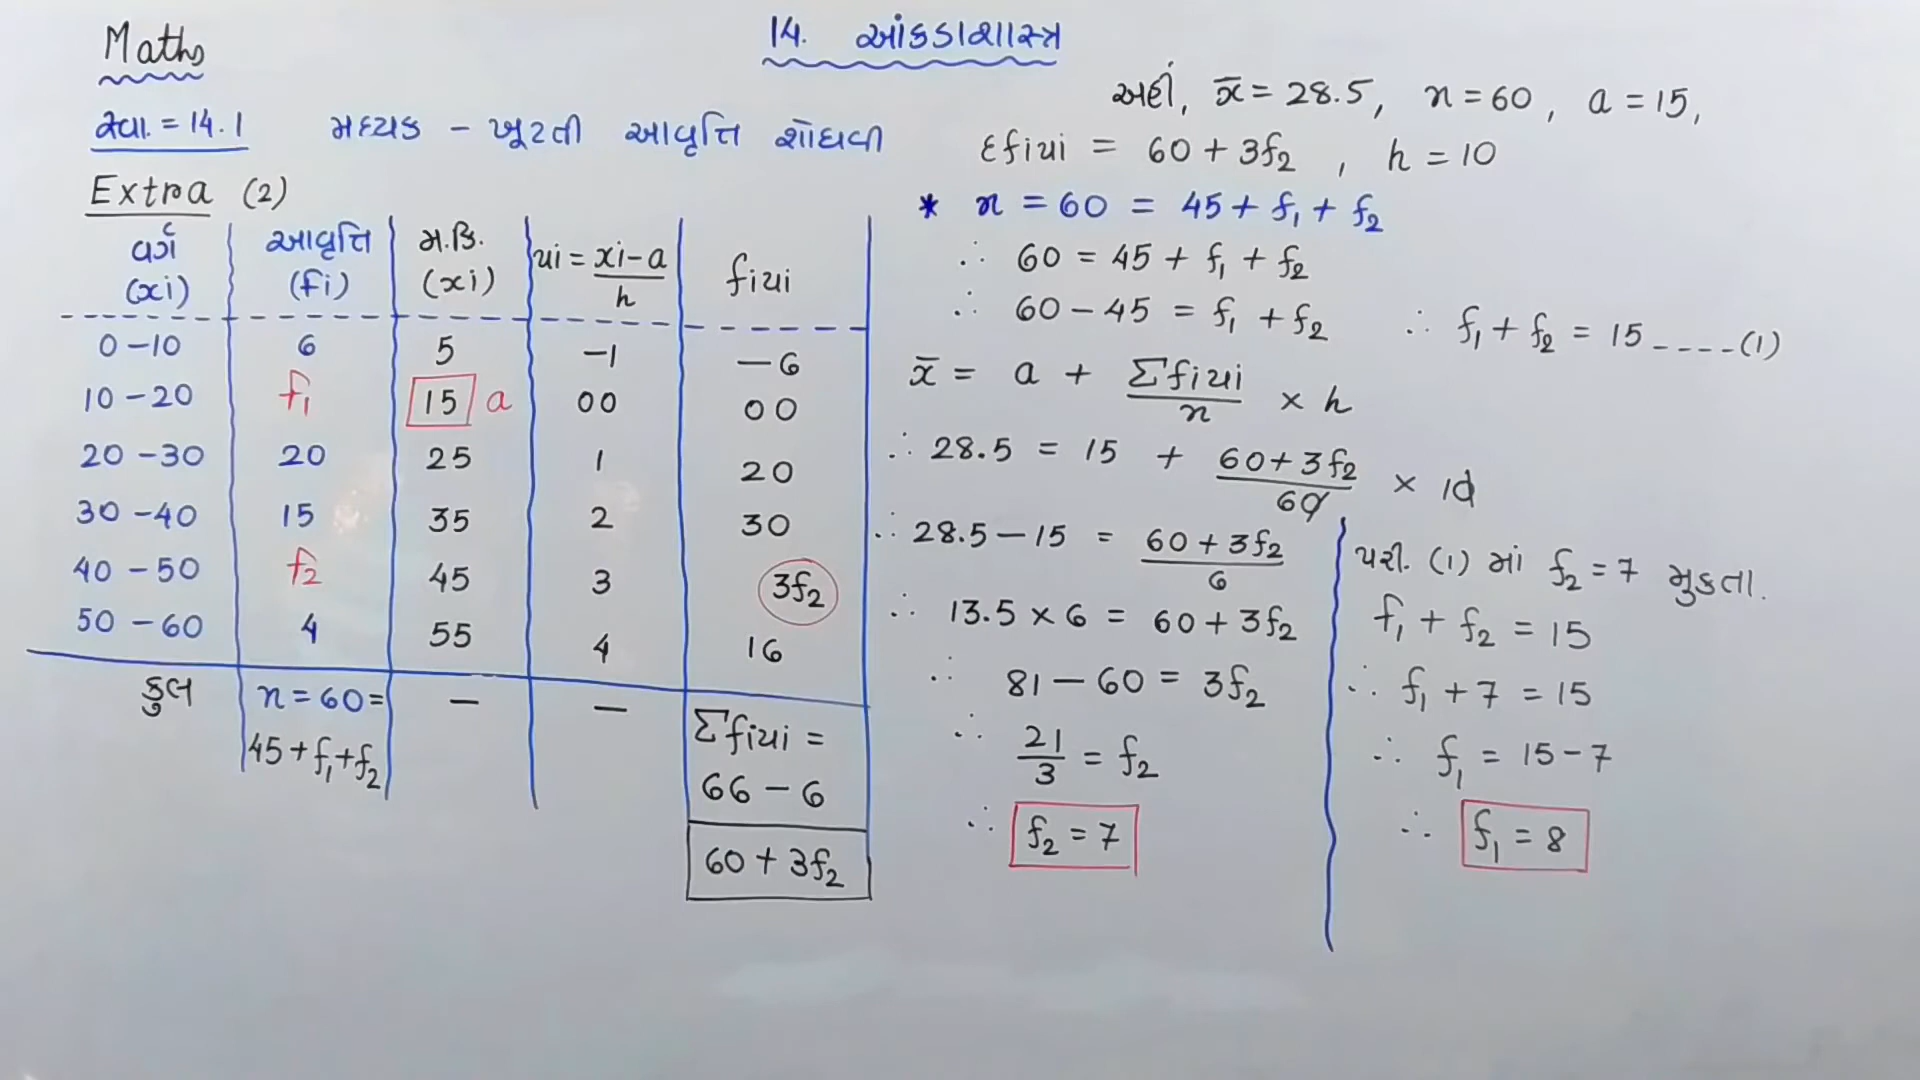 Maths
14. આંકડાશાસ્ત્ર
સ્વા. = 14.1 મધ્યક - ખૂટતી આવૃત્તિ શોધવી
Extra (2)
વર્ગ (xi) | આવૃત્તિ (fi) | મ.કિ. (xi) | ui = xi-a / h | fiui
0-10 6 5 -1 -6
10-20 f₁ 15 a 00 00
20-30 20 25 1 20
30-40 15 35 2 30
40-50 f₂ 45 3 3f₂
50-60 4 55 4 16
કુલ n=60= — — Σfiui =
45+f₁+f₂ 66-6
60+3f₂
અહીં, x̄ = 28.5, n=60, a=15,
Σfiui = 60+3f₂, h=10
* n = 60 = 45+f₁+f₂
∴ 60 = 45+f₁+f₂
∴ 60-45 = f₁+f₂ ∴ f₁+f₂ = 15 ----(1)
x̄ = a + Σfiui / n × h
∴ 28.5 = 15 + 60+3f₂ / 60 × 10
∴ 28.5-15 = 60+3f₂ / 6
∴ 13.5×6 = 60+3f₂
∴ 81-60 = 3f₂
∴ 21/3 = f₂
∴ f₂ = 7
પરી. (1) માં f₂=7 મુકતા.
f₁+f₂ = 15
∴ f₁+7 = 15
∴ f₁ = 15-7
∴ f₁ = 8